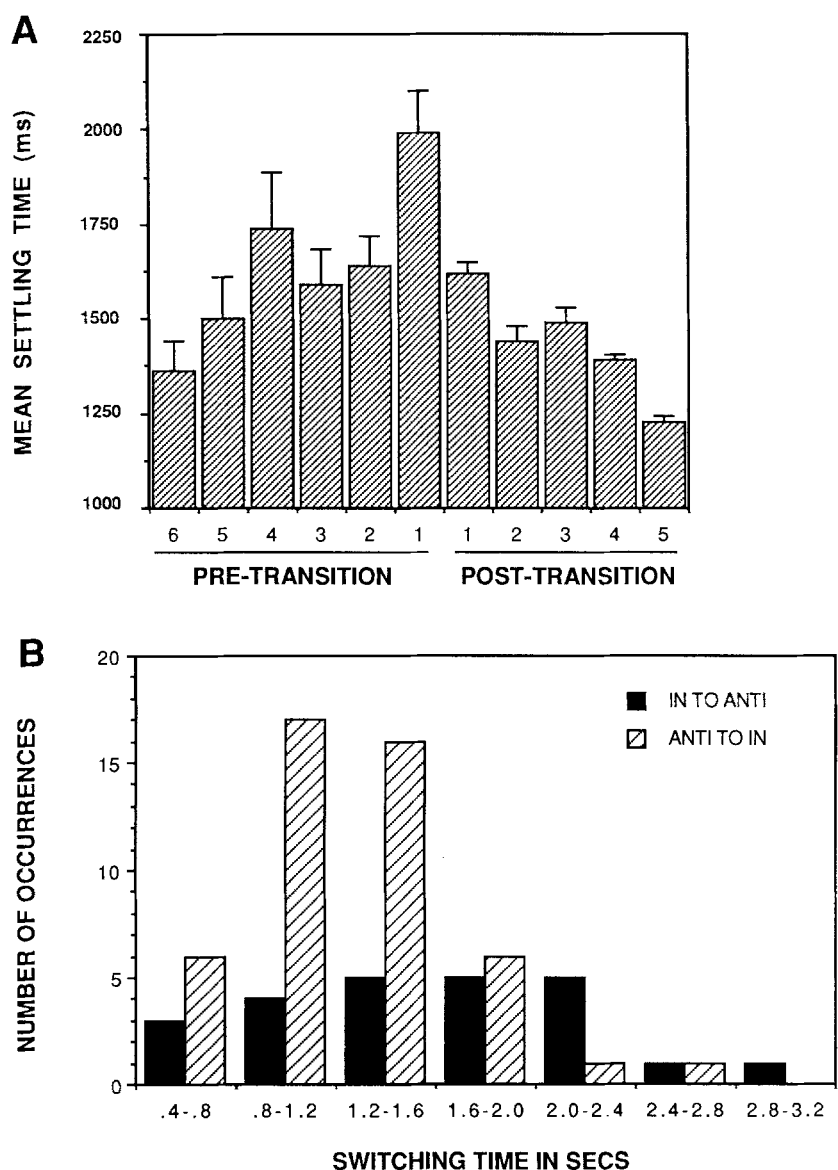 A
MEAN SETTLING TIME (ms)
2250
2000
1750
1500
1250
1000
6 5 4 3 2 1 1 2 3 4 5
PRE-TRANSITION POST-TRANSITION
B
NUMBER OF OCCURRENCES
20
15
10
5
0
IN TO ANTI
ANTI TO IN
.4-.8 .8-1.2 1.2-1.6 1.6-2.0 2.0-2.4 2.4-2.8 2.8-3.2
SWITCHING TIME IN SECS